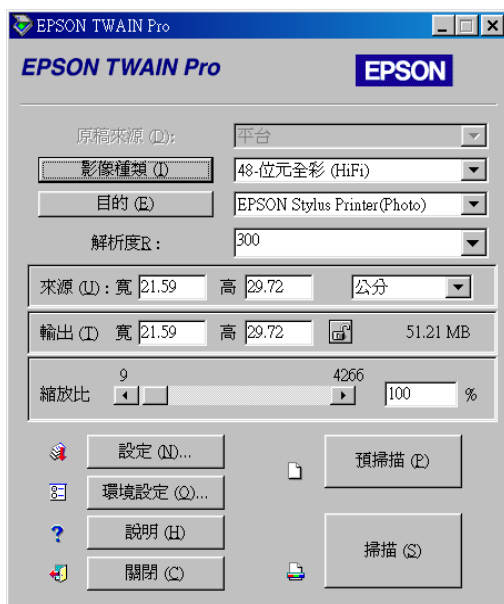 EPSON TWAIN Pro
EPSON TWAIN Pro EPSON
原稿來源 (D): 平台
影像種類 (I) 48-位元全彩 (HiFi)
目的 (E) EPSON Stylus Printer(Photo)
解析度R : 300
來源 (U) : 寬 21.59 高 29.72 公分
輸出 (T) 寬 21.59 高 29.72 51.21 MB
9 4266
縮放比 100 %
設定 (N)...
預掃描 (P)
環境設定 (O)...
說明 (H)
掃描 (S)
關閉 (C)